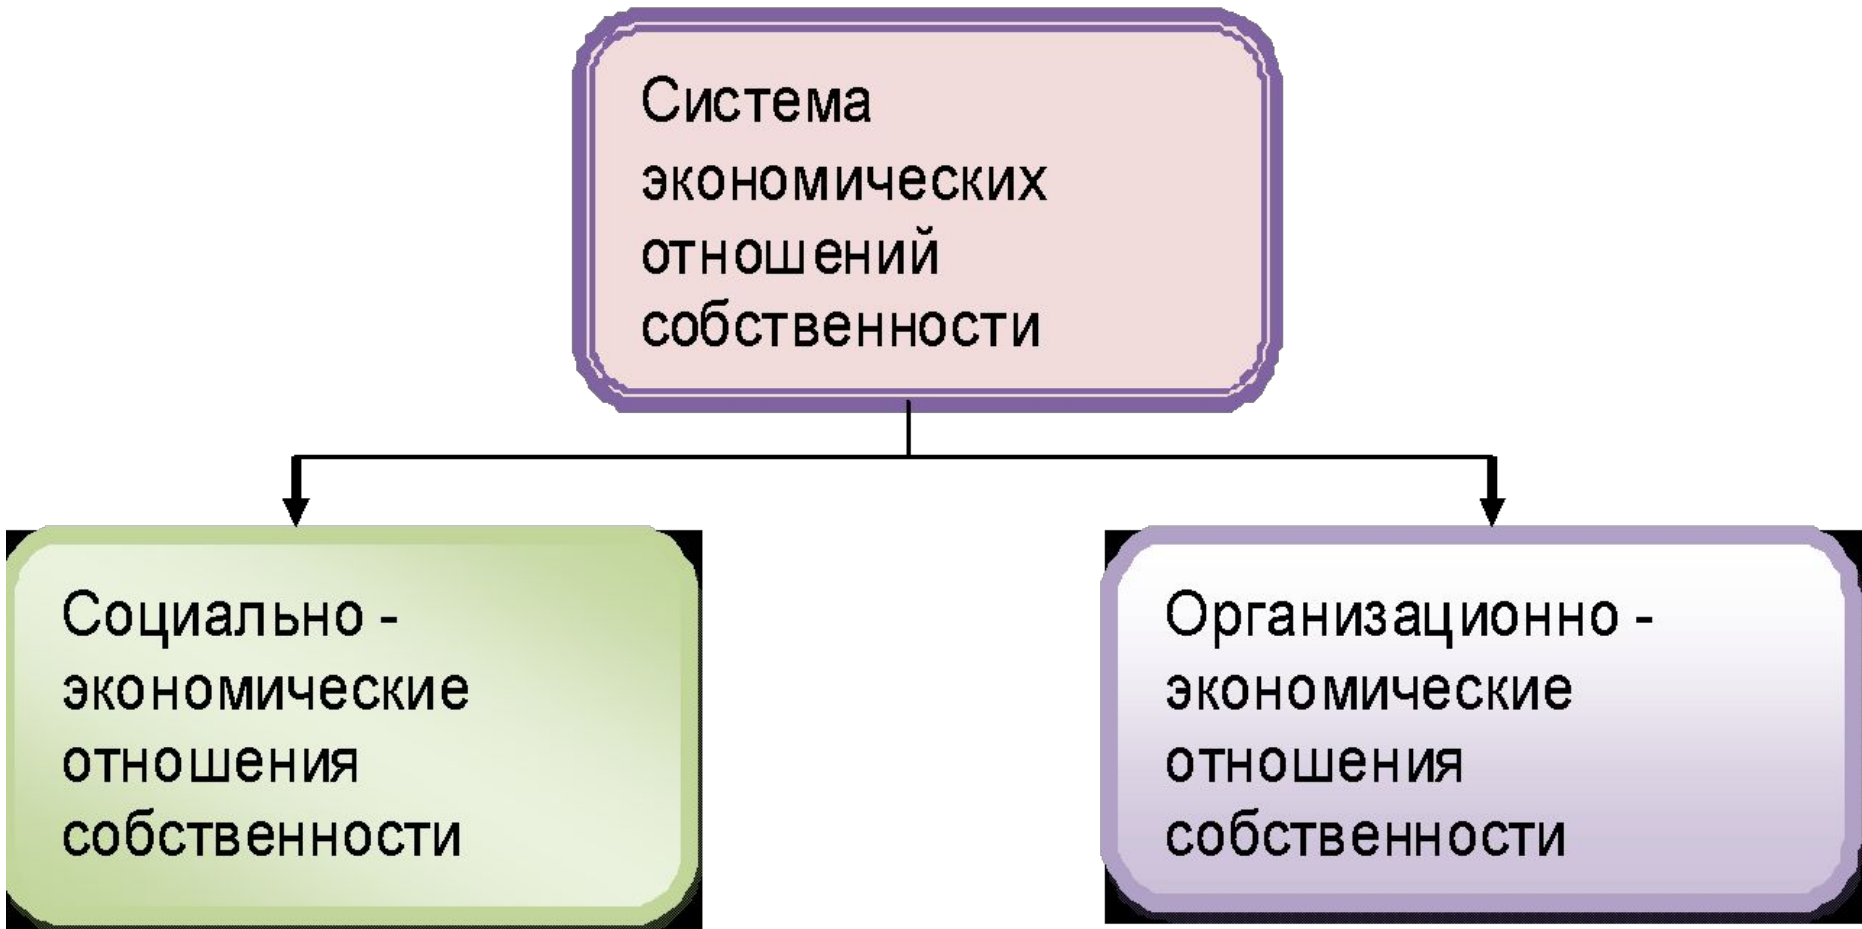 Система
экономических
отношений
собственности
Социально -
экономические
отношения
собственности
Организационно -
экономические
отношения
собственности